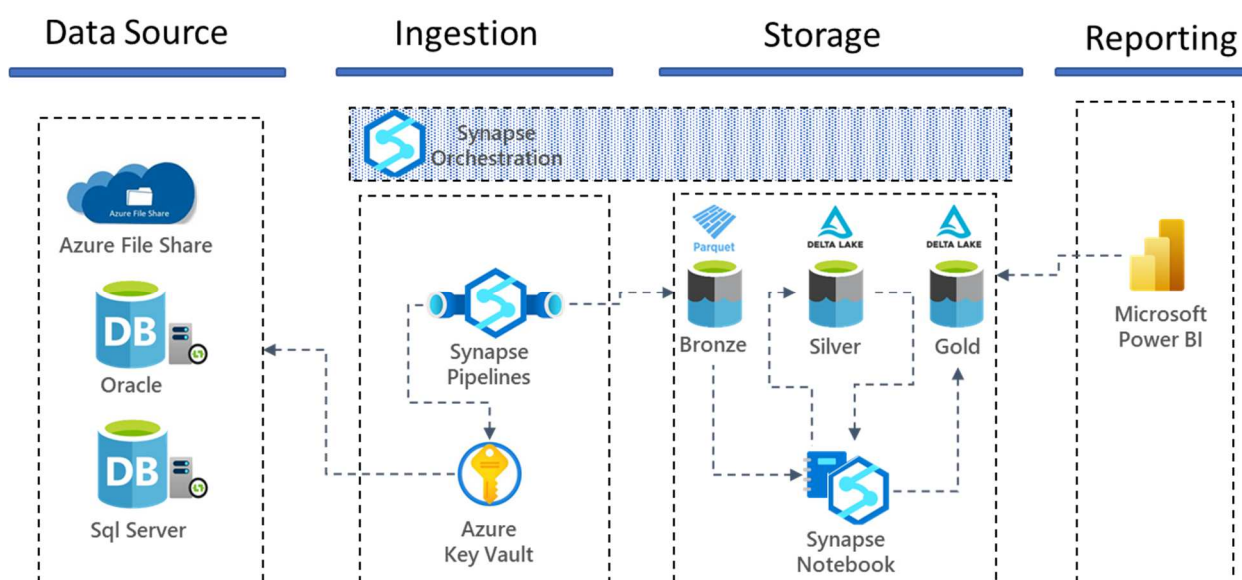 Data Source
Ingestion
Storage
Reporting
Synapse
Orchestration
Azure File Share
Azure File Share
DB
Oracle
DB
Sql Server
Synapse
Pipelines
Azure
Key Vault
Parquet
DELTA LAKE
DELTA LAKE
Bronze
Silver
Gold
Synapse
Notebook
Microsoft
Power BI